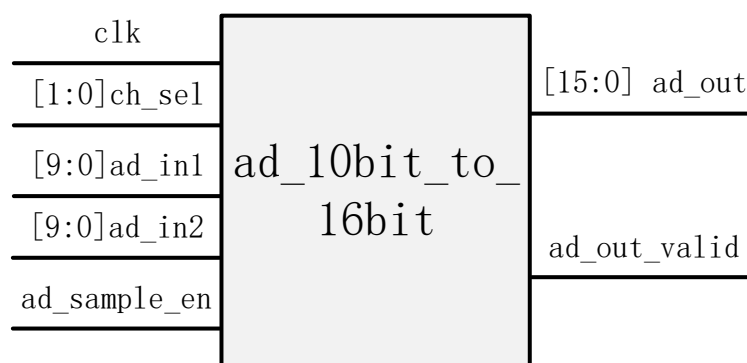 clk
[1:0]ch_sel
[9:0]ad_in1
[9:0]ad_in2
ad_sample_en
ad_10bit_to_
16bit
[15:0] ad_out
ad_out_valid